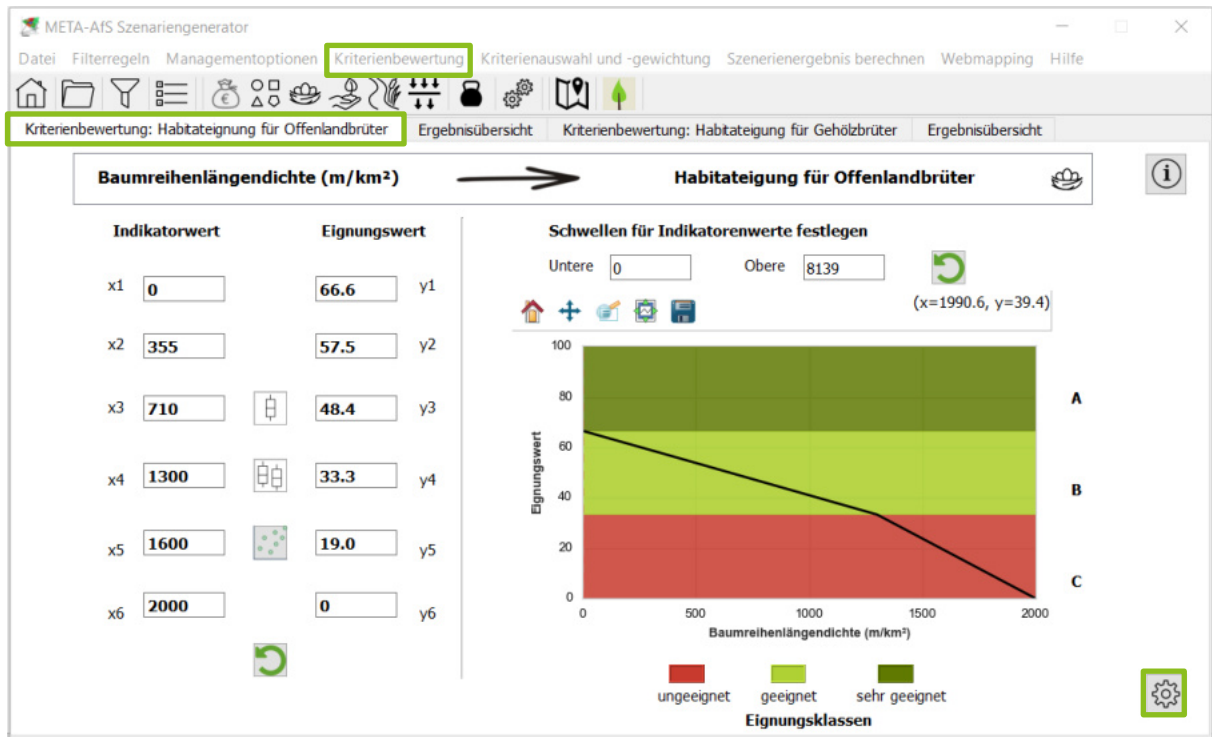 META-AfS Szenariengenerator
Datei Filterregeln Managementoptionen Kriterienbewertung Kriterienauswahl und -gewichtung Szenerienergebnis berechnen Webmapping Hilfe
Kriterienbewertung: Habitateignung für Offenlandbrüter Ergebnisübersicht Kriterienbewertung: Habitateigung für Gehölzbrüter Ergebnisübersicht
Baumreihenlängendichte (m/km²) Habitateigung für Offenlandbrüter i
Indikatorwert Eignungswert
x1 0 66.6 y1
x2 355 57.5 y2
x3 710 48.4 y3
x4 1300 33.3 y4
x5 1600 19.0 y5
x6 2000 0 y6
Schwellen für Indikatorenwerte festlegen
Untere 0 Obere 8139
(x=1990.6, y=39.4)
100
80
60
40
20
0
Eignungswert
A
B
C
0 500 1000 1500 2000
Baumreihenlängendichte (m/km²)
ungeeignet geeignet sehr geeignet
Eignungsklassen